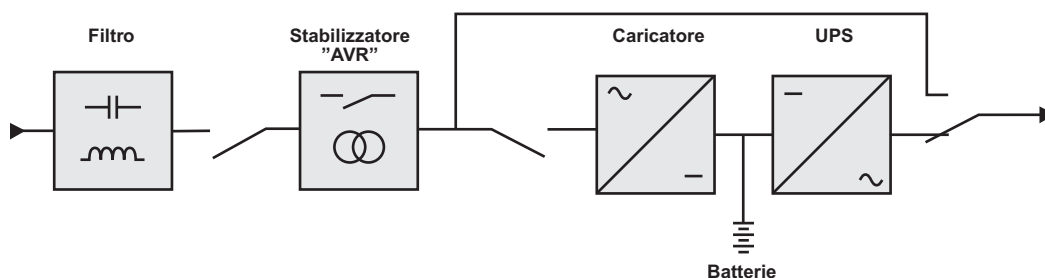 Filtro
Stabilizzatore
”AVR”
Caricatore
UPS
Batterie